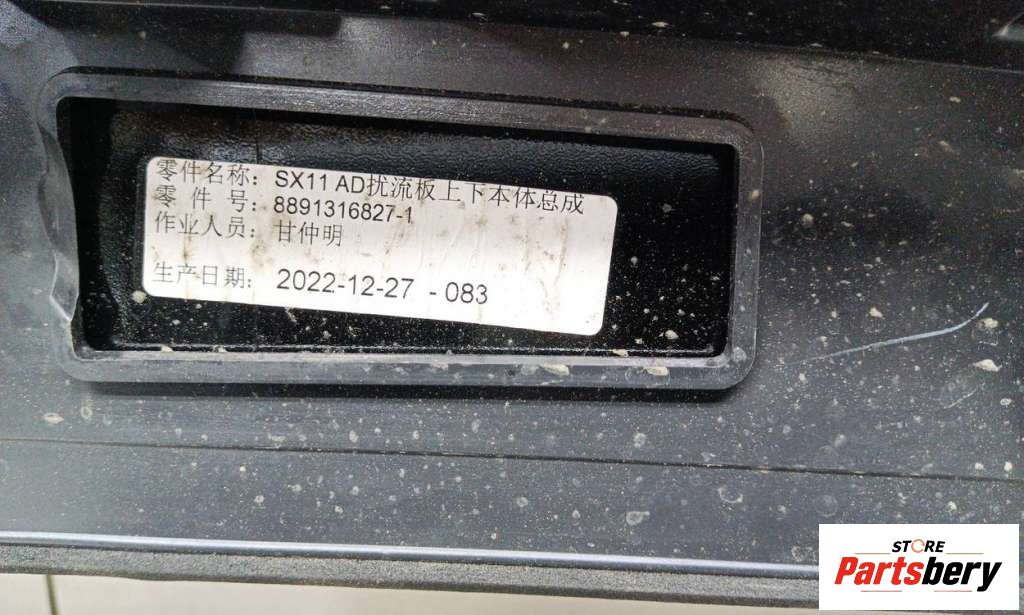 零件名称：SX11 AD扰流板上下本体总成
零 件 号：8891316827-1
作业人员：甘仲明
生产日期：2022-12-27 -083
STORE
Partsbery